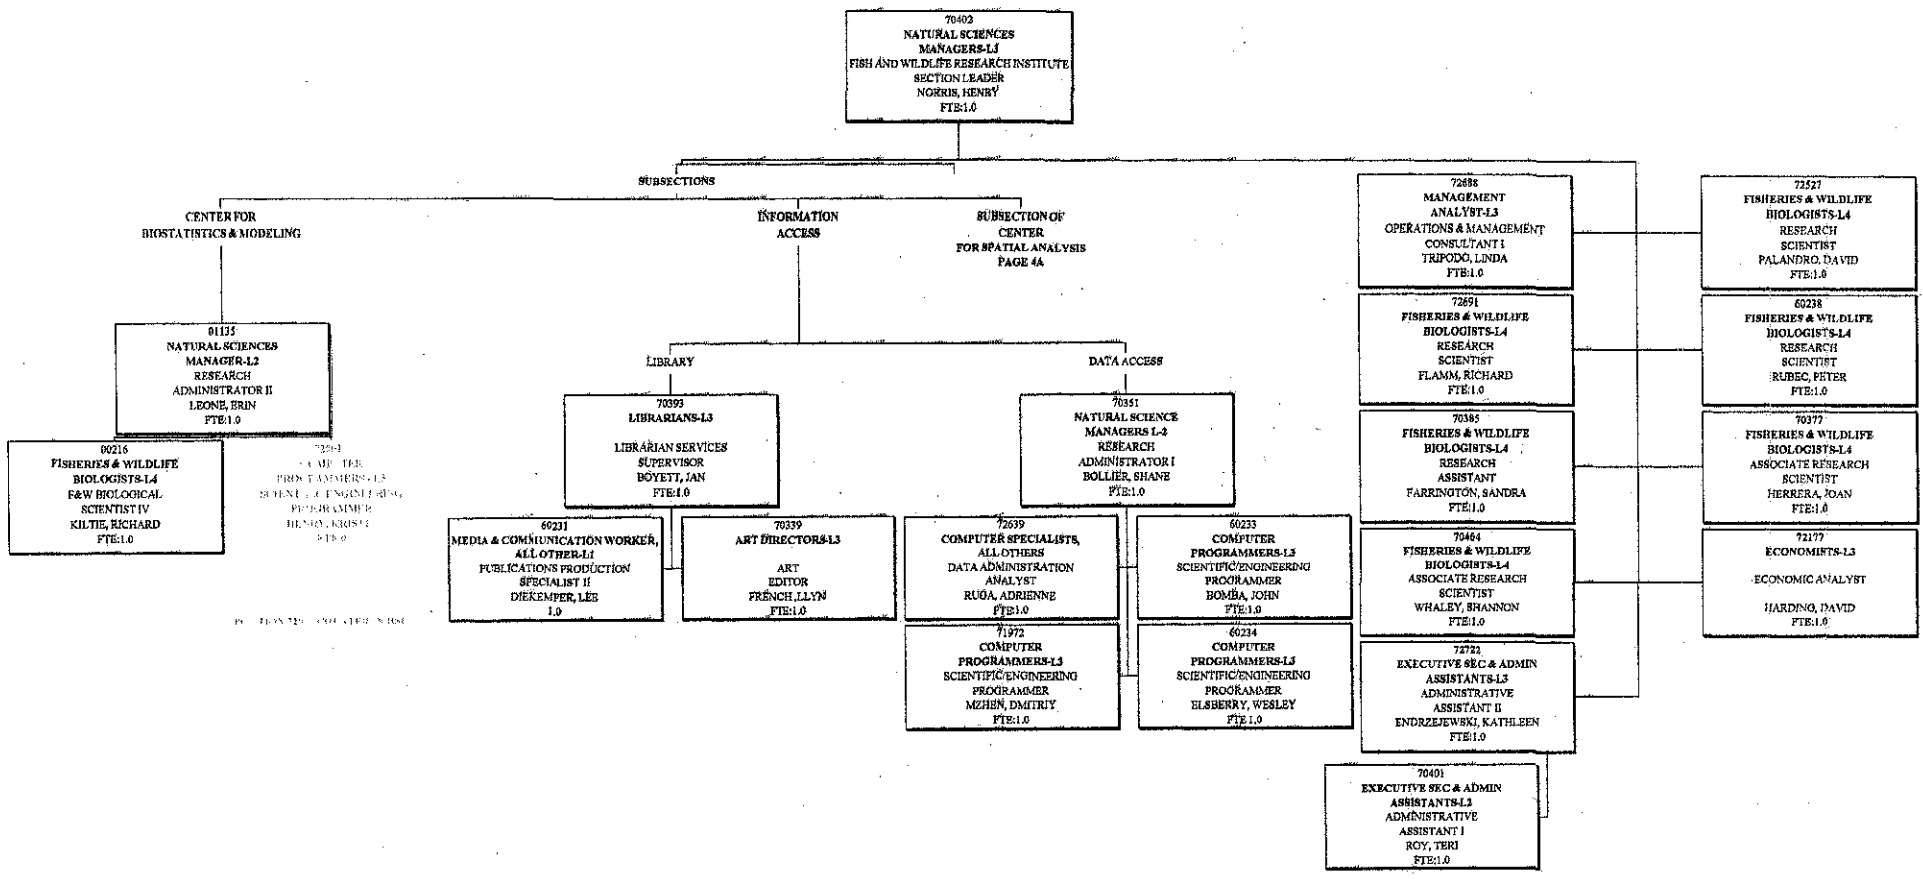 70402
NATURAL SCIENCES
MANAGERS-L3
FISH AND WILDLIFE RESEARCH INSTITUTE
SECTION LEADER
NORRIS, HENRY
FTE:1.0
SUBSECTIONS
CENTER FOR
BIOSTATISTICS & MODELING
INFORMATION
ACCESS
SUBSECTION OF
CENTER
FOR SPATIAL ANALYSIS
PAGE 4A
01135
NATURAL SCIENCES
MANAGER-L2
RESEARCH
ADMINISTRATOR II
LEONE, ERIN
FTE:1.0
00216
FISHERIES & WILDLIFE
BIOLOGISTS-L4
F&W BIOLOGICAL
SCIENTIST IV
KILTIE, RICHARD
FTE:1.0
PROGRAMMERS-L3
PROGRAMMER
LIBRARY
70393
LIBRARIANS-L3
LIBRARIAN SERVICES
SUPERVISOR
BOYETT, JAN
FTE:1.0
60231
MEDIA & COMMUNICATION WORKER,
ALL OTHER-L1
PUBLICATIONS PRODUCTION
SPECIALIST II
DIEKEMPER, LEE
1.0
70339
ART DIRECTORS-L3
ART
EDITOR
FRENCH, LLYN
FTE:1.0
DATA ACCESS
70351
NATURAL SCIENCE
MANAGERS L-2
RESEARCH
ADMINISTRATOR I
BOLLIER, SHANE
FTE:1.0
72639
COMPUTER SPECIALISTS,
ALL OTHERS
DATA ADMINISTRATION
ANALYST
RUGA, ADRIENNE
FTE:1.0
60233
COMPUTER
PROGRAMMERS-L3
SCIENTIFIC/ENGINEERING
PROGRAMMER
BOMBA, JOHN
FTE:1.0
71972
COMPUTER
PROGRAMMERS-L3
SCIENTIFIC/ENGINEERING
PROGRAMMER
MZHEN, DMITRIY
FTE:1.0
60234
COMPUTER
PROGRAMMERS-L3
SCIENTIFIC/ENGINEERING
PROGRAMMER
ELSBERRY, WESLEY
FTE 1.0
72688
MANAGEMENT
ANALYST-L3
OPERATIONS & MANAGEMENT
CONSULTANT I
TRIPODO, LINDA
FTE:1.0
72527
FISHERIES & WILDLIFE
BIOLOGISTS-L4
RESEARCH
SCIENTIST
PALANDRO, DAVID
FTE:1.0
72691
FISHERIES & WILDLIFE
BIOLOGISTS-L4
RESEARCH
SCIENTIST
FLAMM, RICHARD
FTE:1.0
60238
FISHERIES & WILDLIFE
BIOLOGISTS-L4
RESEARCH
SCIENTIST
RUBEC, PETER
FTE:1.0
70385
FISHERIES & WILDLIFE
BIOLOGISTS-L4
RESEARCH
ASSISTANT
FARRINGTON, SANDRA
FTE:1.0
70377
FISHERIES & WILDLIFE
BIOLOGISTS-L4
ASSOCIATE RESEARCH
SCIENTIST
HERRERA, JOAN
FTE:1.0
70464
FISHERIES & WILDLIFE
BIOLOGISTS-L4
ASSOCIATE RESEARCH
SCIENTIST
WHALEY, SHANNON
FTE:1.0
72177
ECONOMISTS-L3
ECONOMIC ANALYST
HARDING, DAVID
FTE:1.0
72722
EXECUTIVE SEC & ADMIN
ASSISTANTS-L3
ADMINISTRATIVE
ASSISTANT II
ENDRZEJEWSKI, KATHLEEN
FTE:1.0
70401
EXECUTIVE SEC & ADMIN
ASSISTANTS-L2
ADMINISTRATIVE
ASSISTANT I
ROY, TERI
FTE:1.0